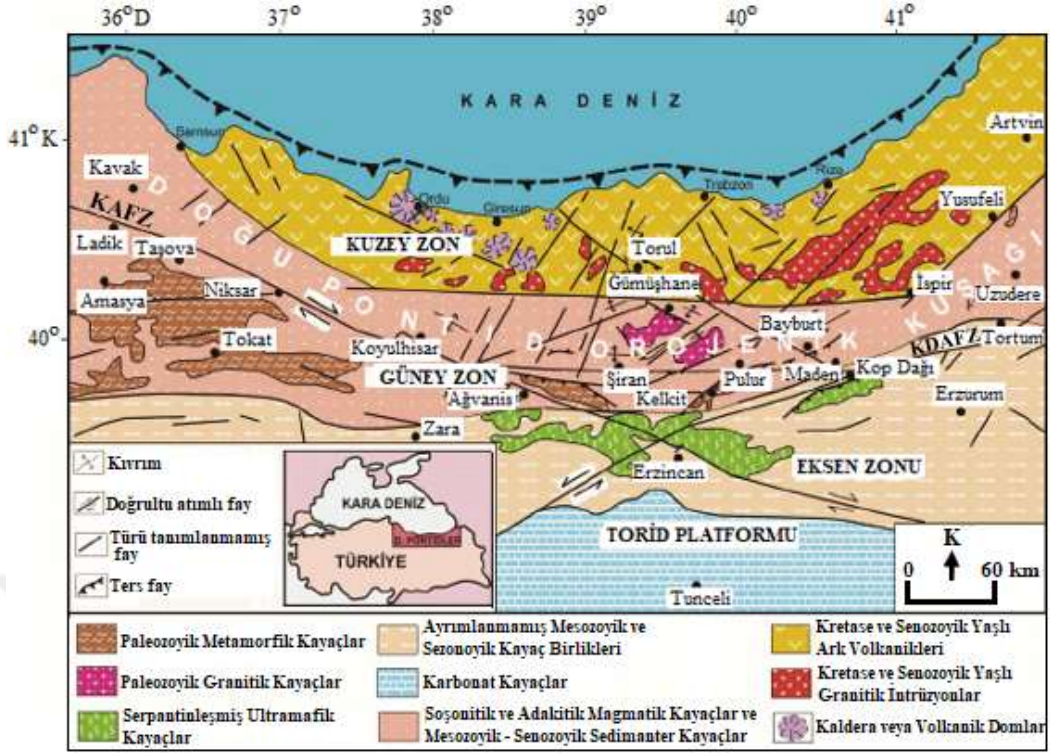 36° D 37° 38° 39° 40° 41°
KARA DENİZ
41° K
Artvin
Samsun
Rize
Kavak
Trabzon
Ordu
Giresun
Yusufeli
KAFZ
KUZEY ZON
Torul
Ladik
Taşova
Gümüşhane
İspir
Uzudere
Amasya
Niksar
DOĞU PONTİD OROJENİK KUŞAĞI
40°
Bayburt
KDAFZ
Tortum
Tokat
Koyulhisar
GÜNEY ZON
Şiran
Pulur
Maden
Kop Dağı
Ağvanis
Kelkit
Erzurum
Zara
Erzincan
EKSEN ZONU
Kıvrım
Doğrultu atımlı fay
Türü tanımlanmamış
fay
Ters fay
KARA DENİZ
D. PONTİDLER
TÜRKİYE
TORİD PLATFORMU
Tunceli
K
0 60 km
Paleozoyik Metamorfik Kayaçlar
Paleozoyik Granitik Kayaçlar
Serpantinleşmiş Ultramafik
Kayaçlar
Ayrımlanmamış Mesozoyik ve
Sezonoyik Kayaç Birlikleri
Karbonat Kayaçlar
Soşonitik ve Adakitik Magmatik Kayaçlar ve
Mesozoyik - Senozoyik Sedimanter Kayaçlar
Kretase ve Senozoyik Yaşlı
Ark Volkanikleri
Kretase ve Senozoyik Yaşlı
Granitik İntrüzyonlar
Kaldera veya Volkanik Domlar